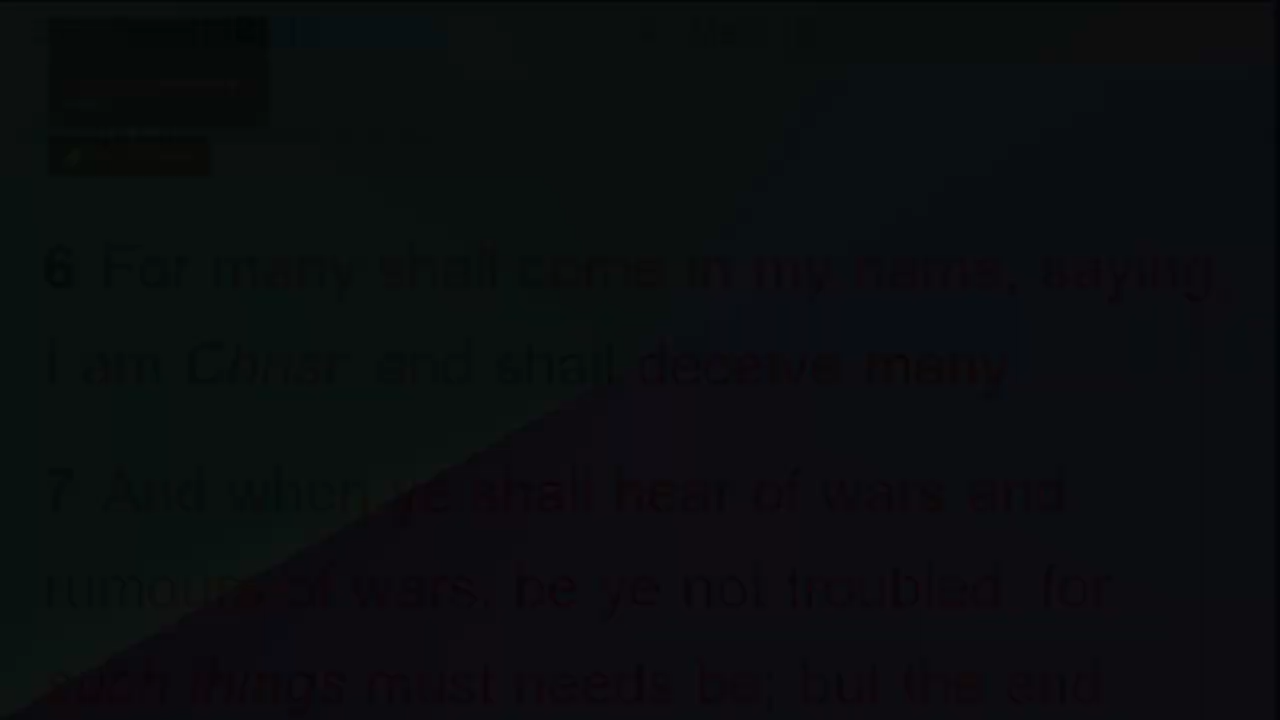 6 For many shall come in my name, saying
I am Christ and shall deceive many
7 And when ye shall hear of wars and
rumours of wars, be ye not troubled for
such things must needs be; but the end